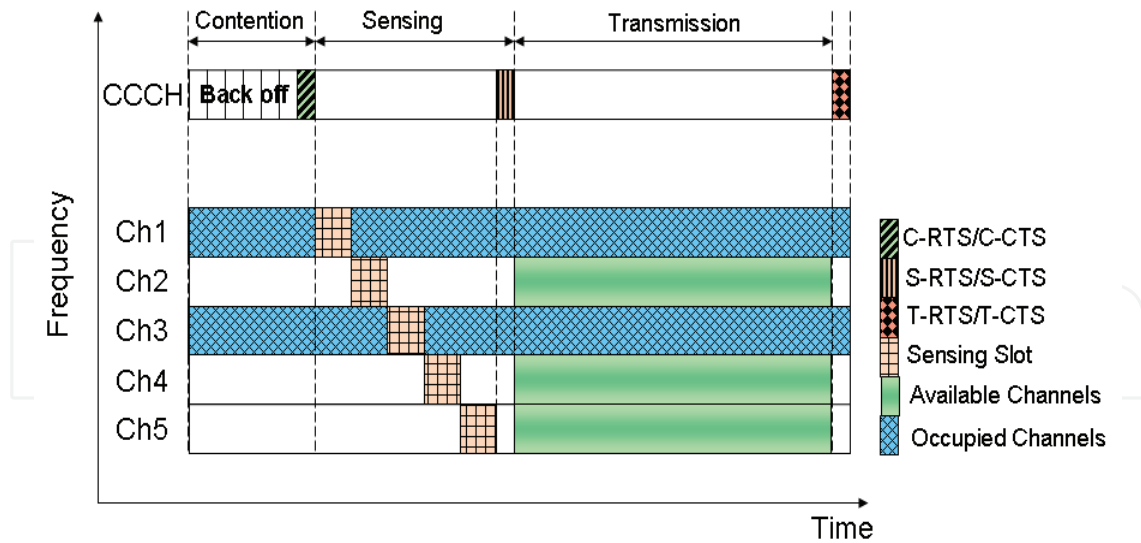 Contention
Sensing
Transmission
CCCH
Back off
Ch1
Ch2
Ch3
Ch4
Ch5
Frequency
Time
C-RTS/C-CTS
S-RTS/S-CTS
T-RTS/T-CTS
Sensing Slot
Available Channels
Occupied Channels